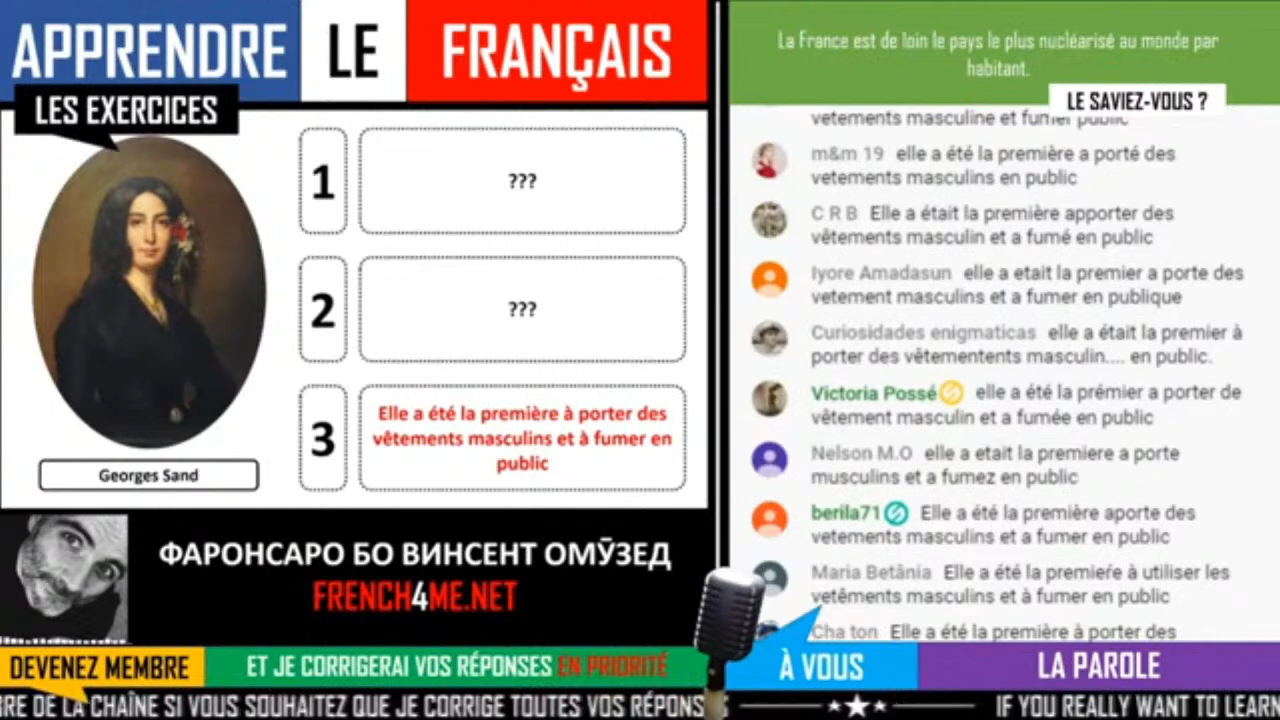 APPRENDRE LE FRANÇAIS
LES EXERCICES
1
???
2
???
3
Elle a été la première à porter des
vêtements masculins et à fumer en
public
Georges Sand
ФАРОНСАРО БО ВИНСЕНТ ОМӮЗЕД
FRENCH4ME.NET
DEVENEZ MEMBRE
ET JE CORRIGERAI VOS RÉPONSES EN PRIORITÉ
RE DE LA CHAÎNE SI VOUS SOUHAITEZ QUE JE CORRIGE TOUTES VOS RÉPONS
La France est de loin le pays le plus nucléarisé au monde par
habitant.
LE SAVIEZ-VOUS ?
vetements masculine et fumer public
m&m 19 elle a été la première a porté des
vetements masculins en public
C R B Elle a était la première apporter des
vêtements masculin et a fumé en public
Iyore Amadasun elle a etait la premier a porte des
vetement masculins et a fumer en publique
Curiosidades enigmaticas elle a était la premier à
porter des vêtementents masculin.... en public.
Victoria Possé elle a été la prémier a porter de
vêtement masculin et a fumée en public
Nelson M.O elle a etait la premiere a porte
musculins et a fumez en public
berila71 Elle a été la première aporte des
vetements masculins et a fumer en public
Maria Betânia Elle a été la premieŕe à utiliser les
vetêments masculins et à fumer en public
Cha ton Elle a été la première à porter des
À VOUS
LA PAROLE
IF YOU REALLY WANT TO LEARN